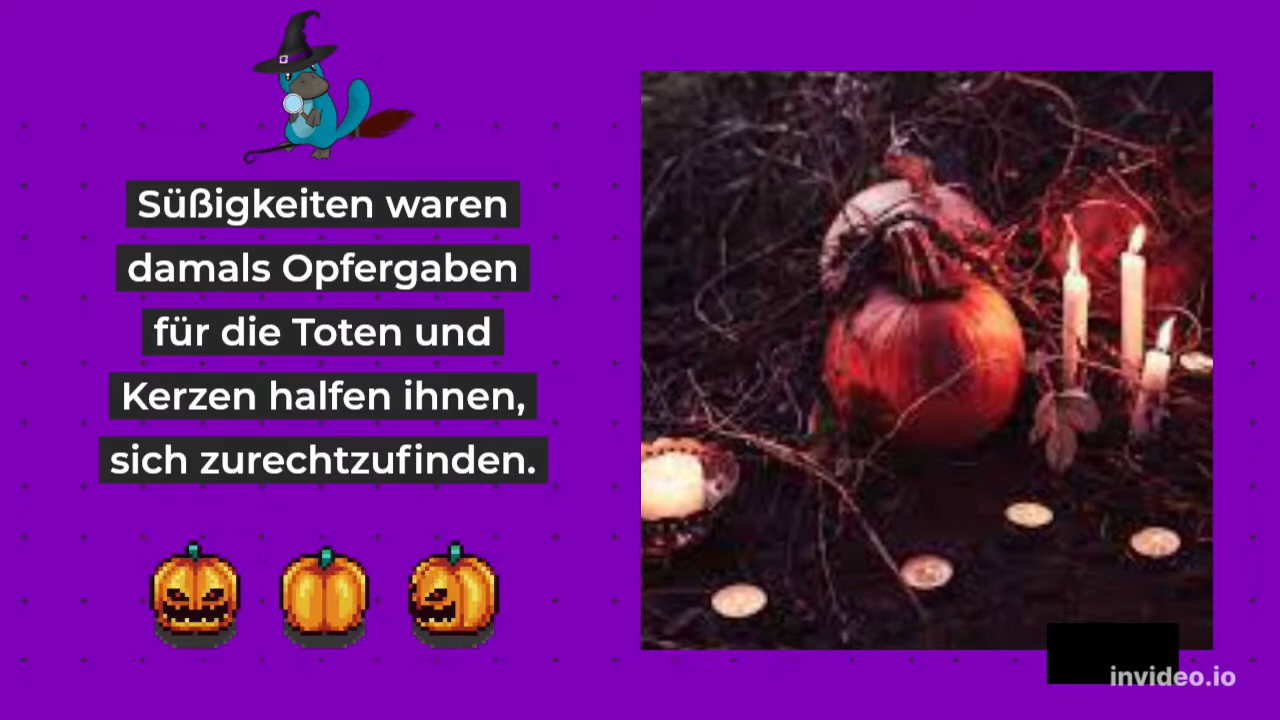 Süßigkeiten waren
damals Opfergaben
für die Toten und
Kerzen halfen ihnen,
sich zurechtzufinden.
invideo.io